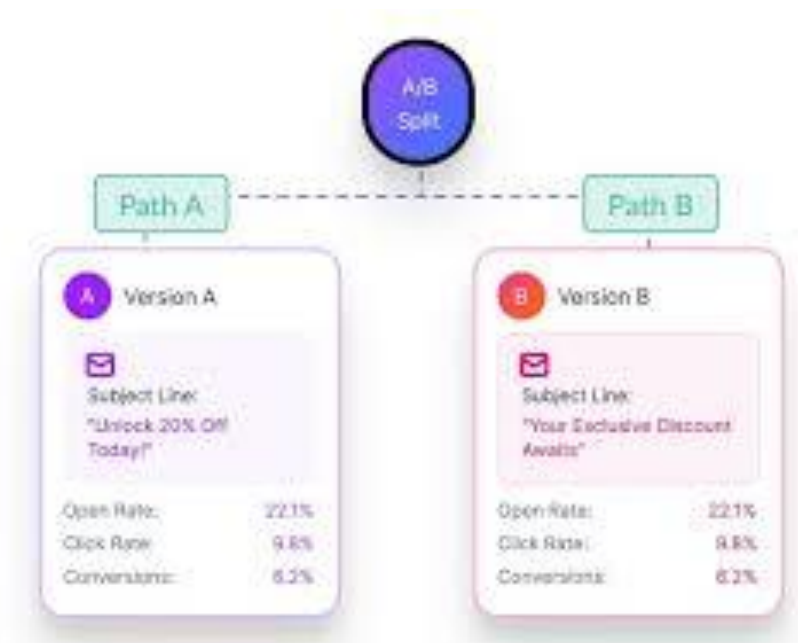 A/B
Split
Path A
Path B
A
Version A
Subject Line:
"Unlock 20% Off
Today!"
Open Rate: 22.1%
Click Rate: 9.8%
Conversions: 6.2%
B
Version B
Subject Line:
"Your Exclusive Discount
Awaits"
Open Rate: 22.1%
Click Rate: 9.8%
Conversions: 6.2%